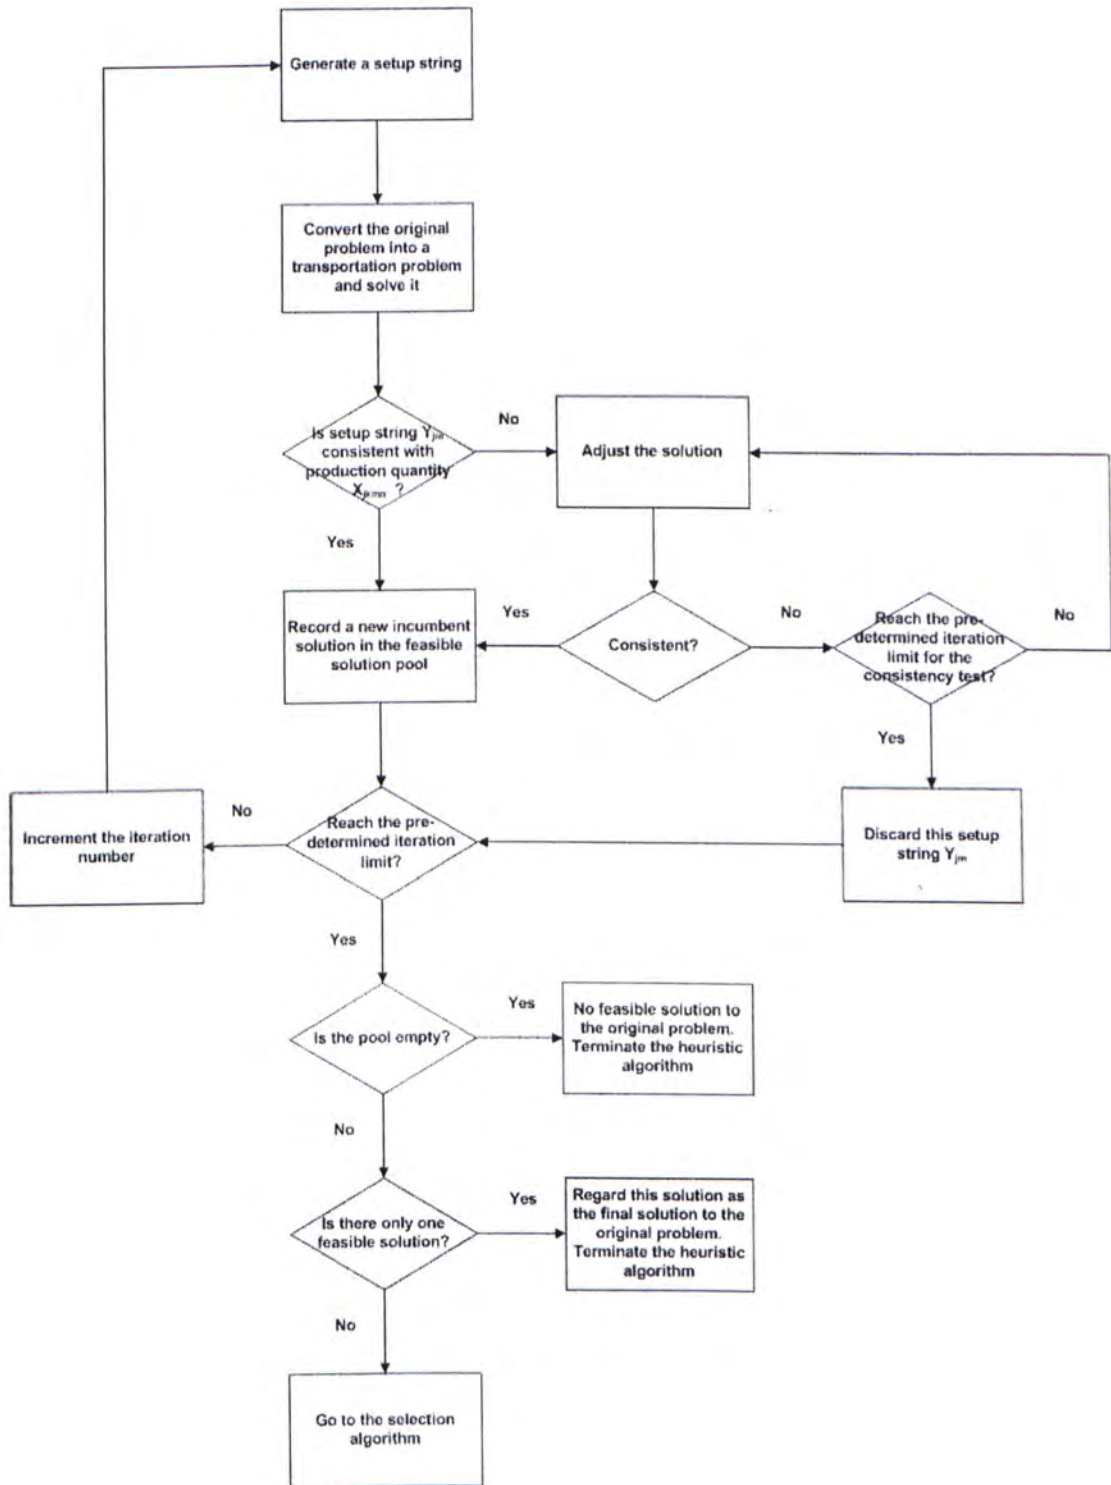 Generate a setup string
Convert the original
problem into a
transportation problem
and solve it
Is setup string Yjm
consistent with
production quantity
?
No
Adjust the solution
Yes
Record a new incumbent
solution in the feasible
solution pool
Yes
Consistent?
No
Reach the pre-
determined iteration
limit for the
consistency test?
No
Yes
Increment the iteration
number
No
Reach the pre-
determined iteration
limit?
Discard this setup
string Yjm
Yes
Is the pool empty?
Yes
No feasible solution to
the original problem.
Terminate the heuristic
algorithm
No
Is there only one
feasible solution?
Yes
Regard this solution as
the final solution to the
original problem.
Terminate the heuristic
algorithm
No
Go to the selection
algorithm